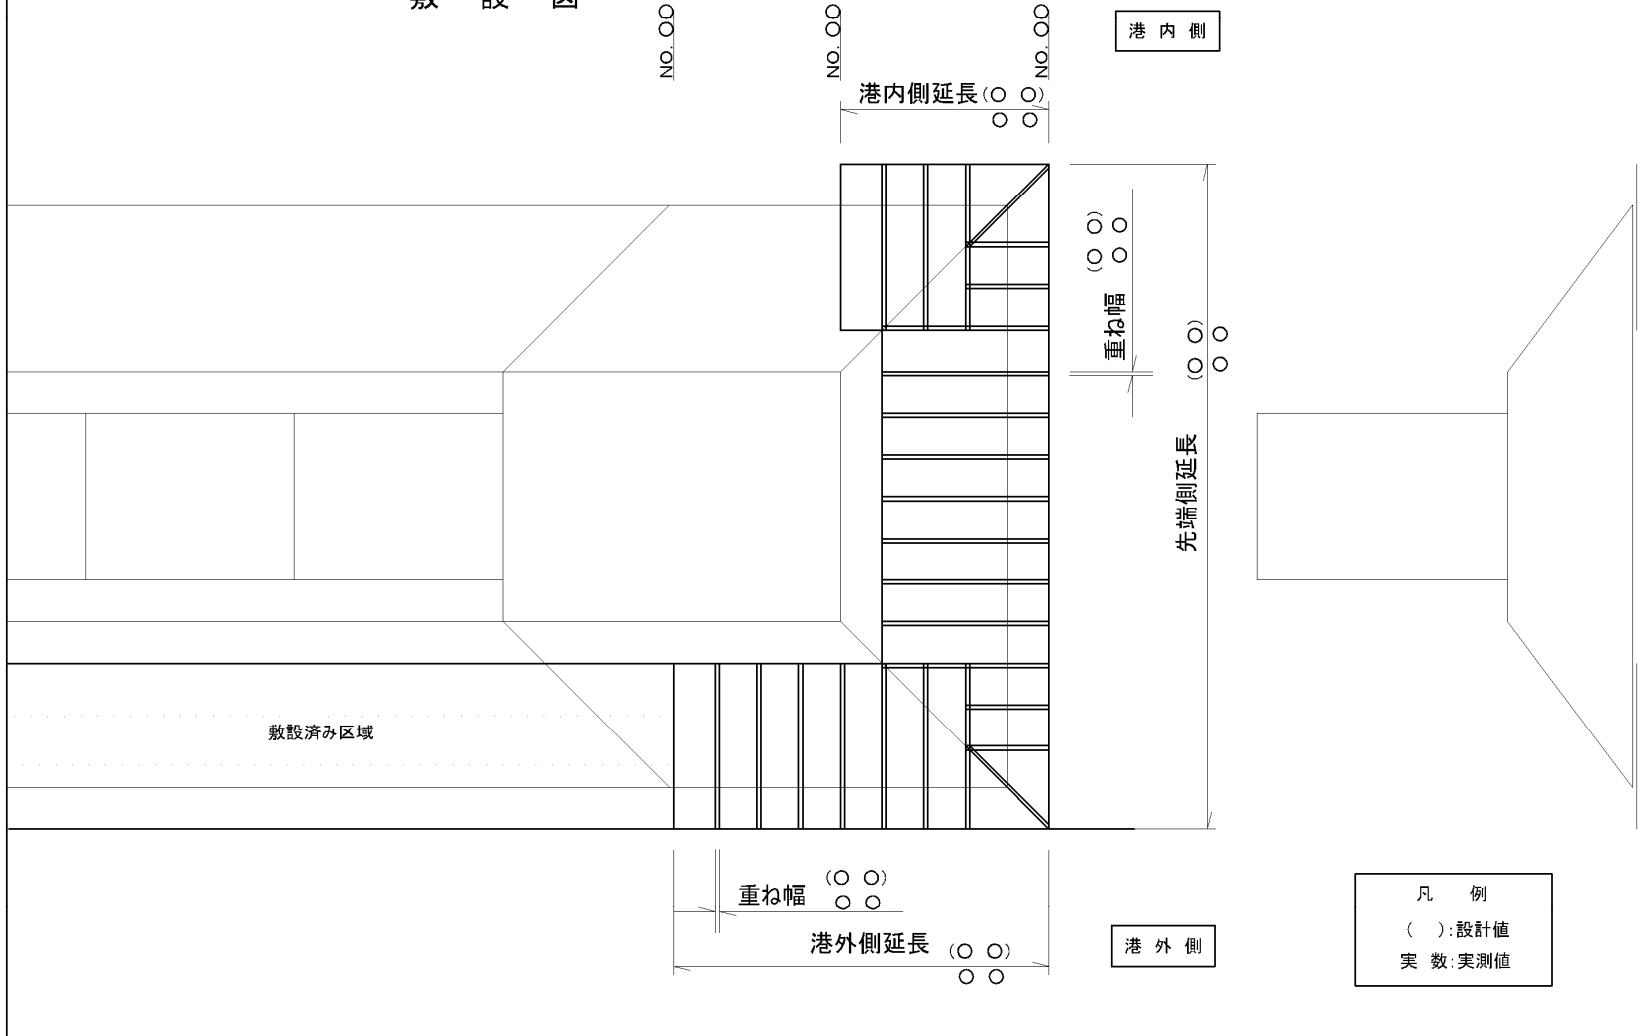 敷 設 図
NO. ○○
NO. ○○
NO. ○○
港 内 側
港内側延長 (○ ○)
○ ○
重ね幅 (○ ○)
○ ○
先端側延長 (○ ○)
○ ○
敷設済み区域
重ね幅 (○ ○)
○ ○
港外側延長 (○ ○)
○ ○
港 外 側
凡 例
( ):設計値
実 数:実測値